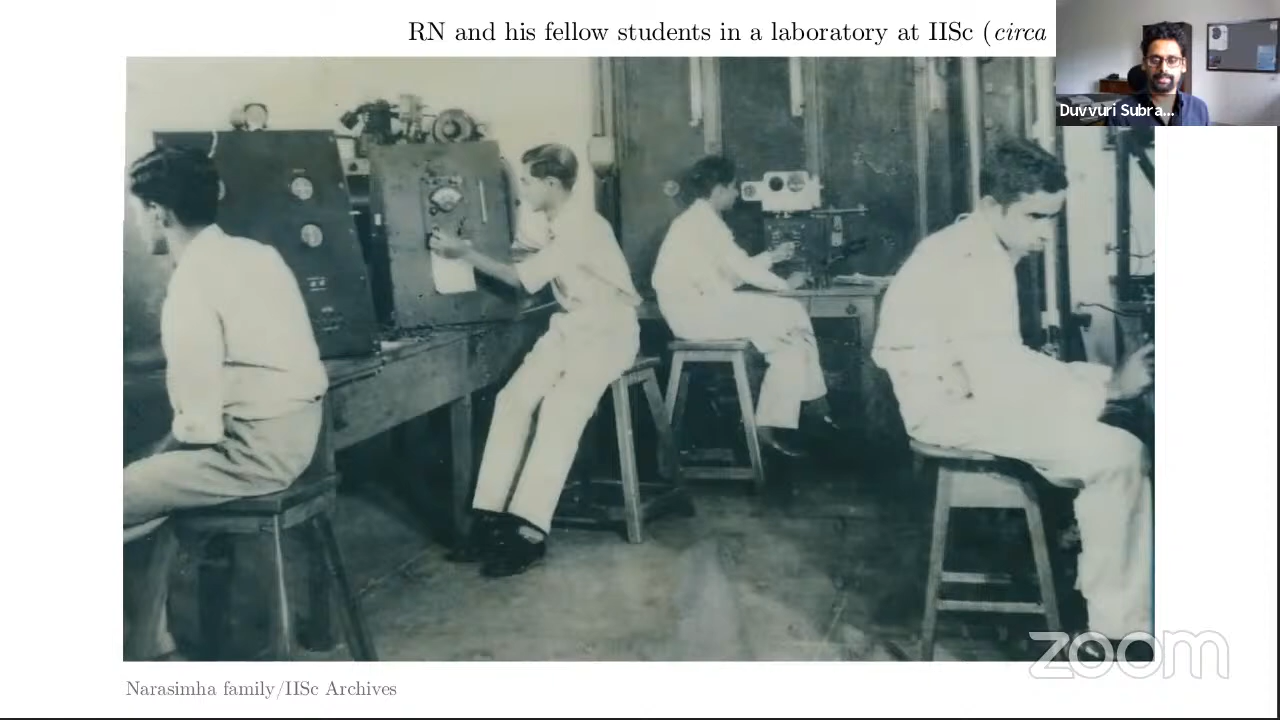 RN and his fellow students in a laboratory at IISc (circa
Duvvuri Subra...
zoom
Narasimha family/IISc Archives